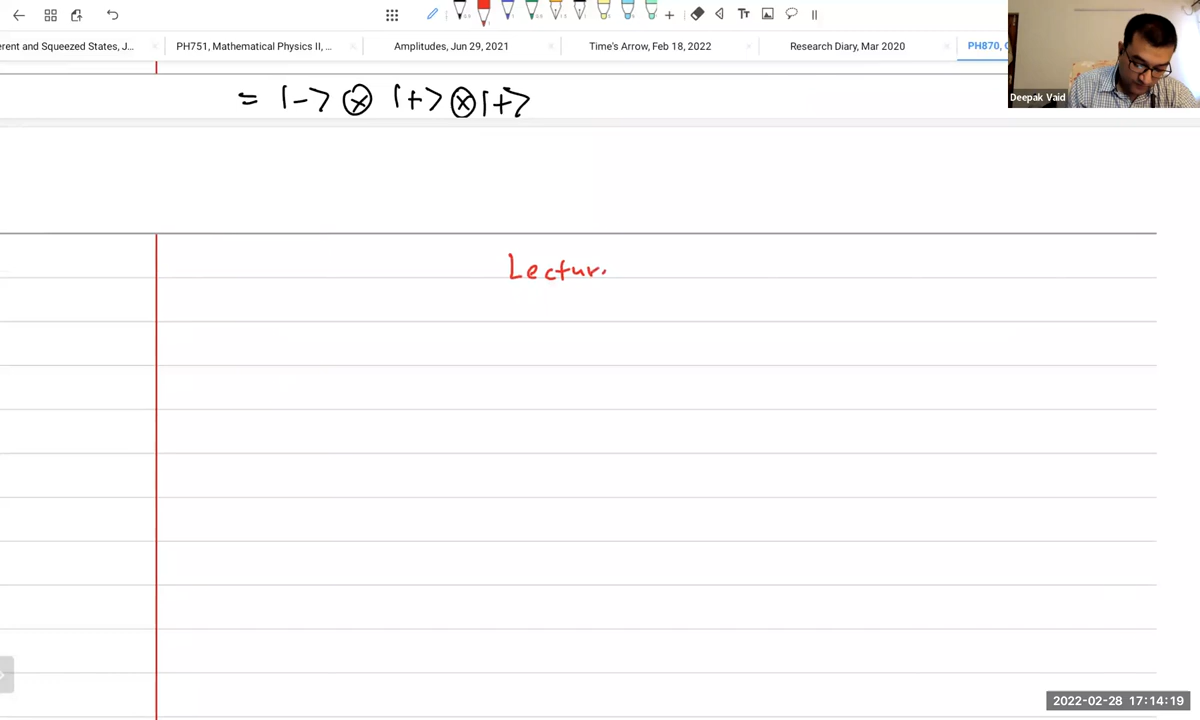 erent and Squeezed States, J... PH751, Mathematical Physics II, ... Amplitudes, Jun 29, 2021 Time's Arrow, Feb 18, 2022 Research Diary, Mar 2020 PH870, 
Deepak Vaid
= |-> ⊗ |+> ⊗ |+>
Lectur
2022-02-28 17:14:19